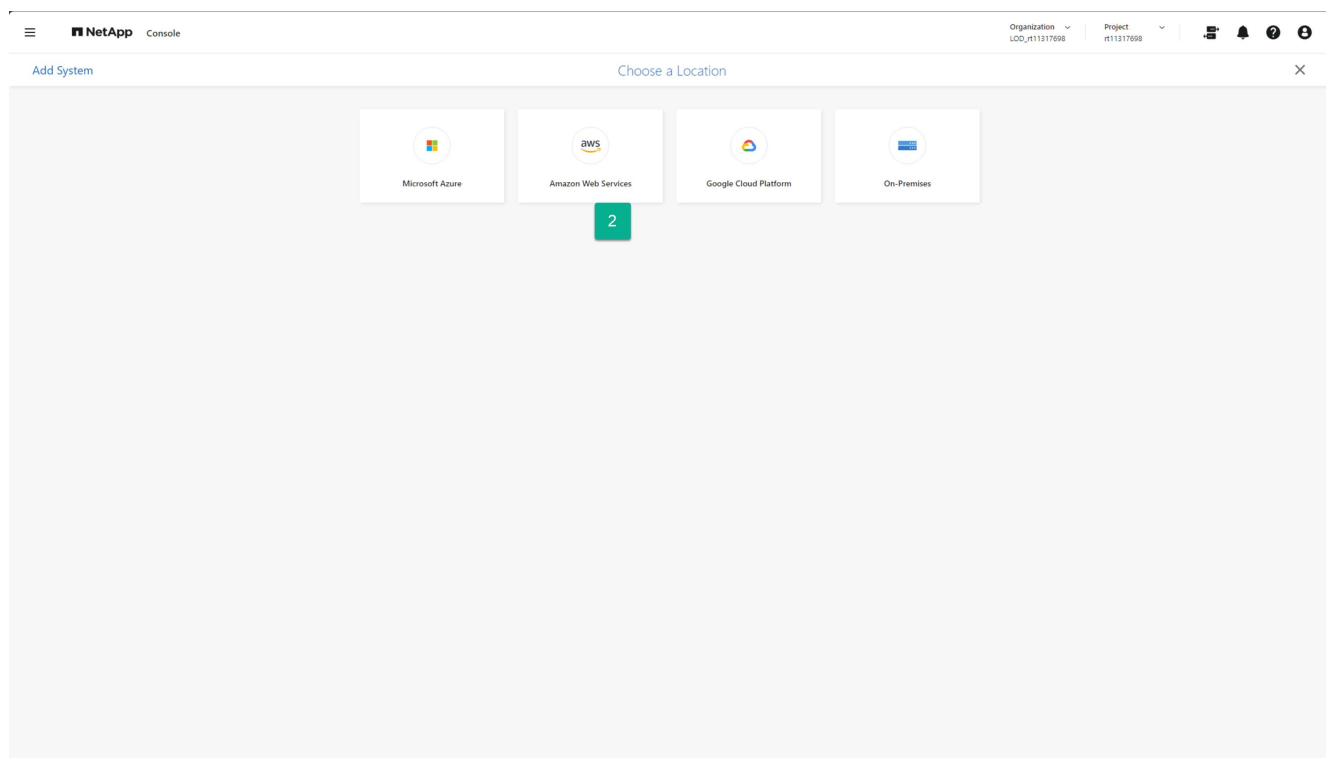 NetApp Console
Organization
LOD_rt11317698
Project
rt11317698
Add System
Choose a Location
aws
Microsoft Azure
Amazon Web Services
Google Cloud Platform
On-Premises
2